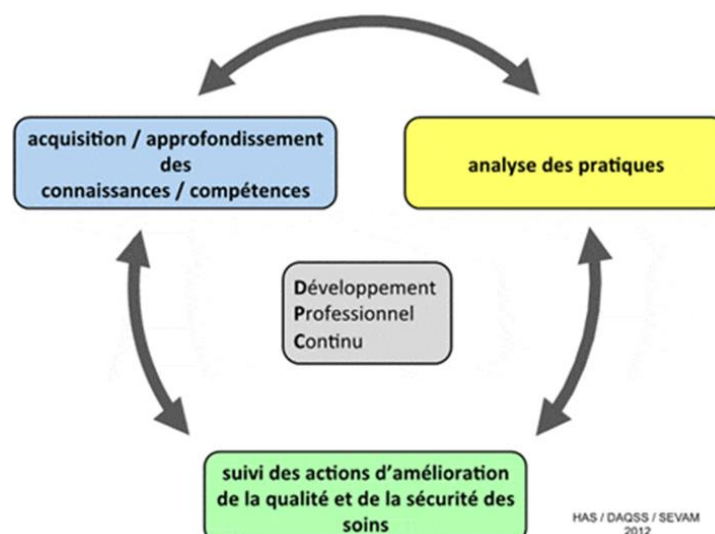 acquisition / approfondissement
des
connaissances / compétences
analyse des pratiques
Développement
Professionnel
Continu
suivi des actions d’amélioration
de la qualité et de la sécurité des
soins
HAS / DAQSS / SEVAM
2012